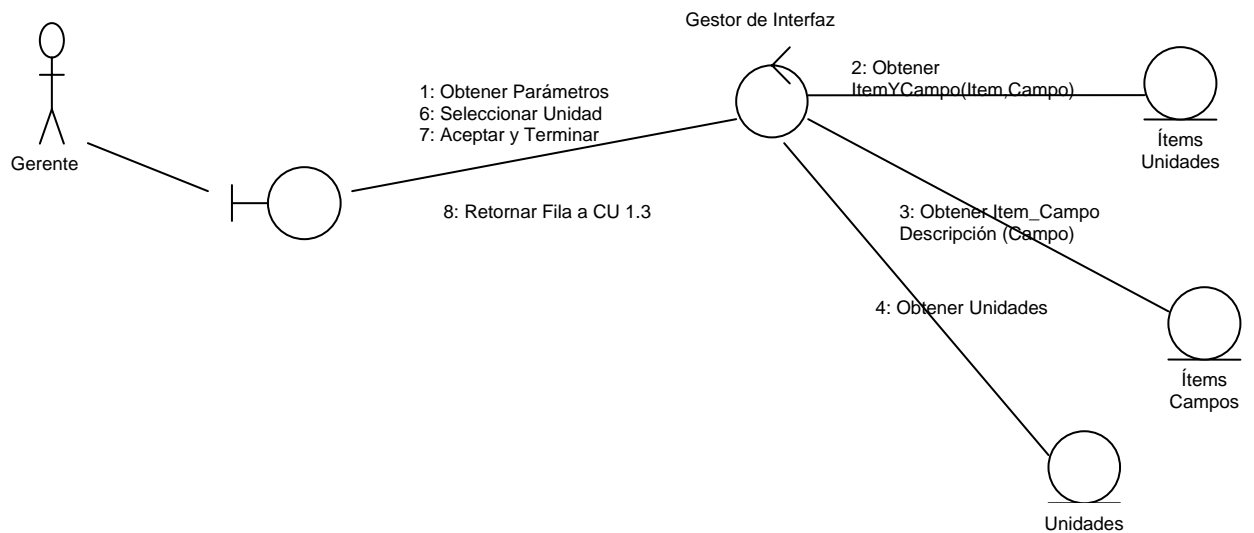 Gestor de Interfaz
1: Obtener Parámetros
6: Seleccionar Unidad
7: Aceptar y Terminar
2: Obtener
ItemYCampo(Item,Campo)
Ítems
Unidades
Gerente
8: Retornar Fila a CU 1.3
3: Obtener Item_Campo
Descripción (Campo)
4: Obtener Unidades
Ítems
Campos
Unidades